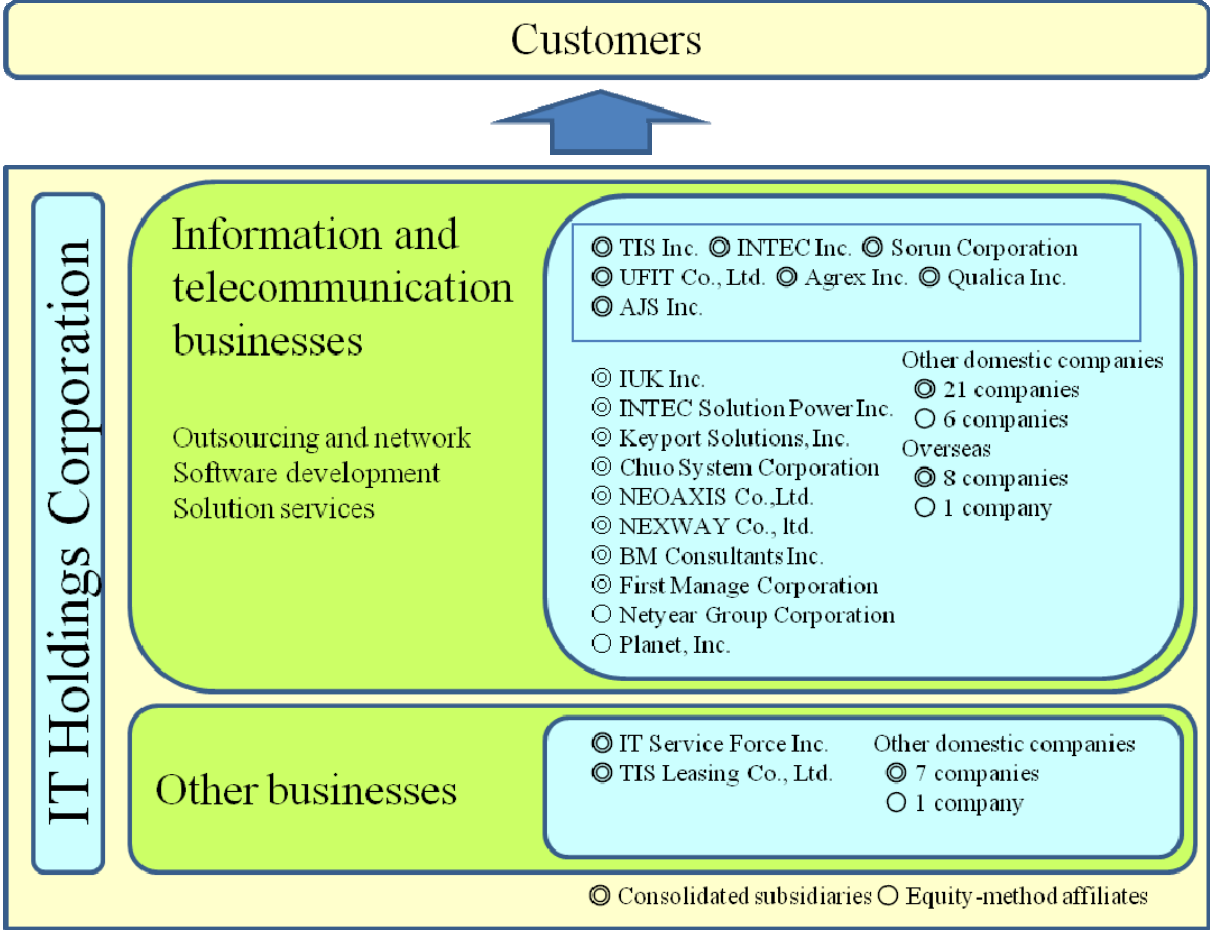 Customers
IT Holdings Corporation
Information and
telecommunication
businesses
Outsourcing and network
Software development
Solution services
◎ TIS Inc. ◎ INTEC Inc. ◎ Sorun Corporation
◎ UFIT Co., Ltd. ◎ Agrex Inc. ◎ Qualica Inc.
◎ AJS Inc.
◎ IUK Inc.
◎ INTEC Solution Power Inc.
◎ Keyport Solutions, Inc.
◎ Chuo System Corporation
◎ NEOAXIS Co.,Ltd.
◎ NEXWAY Co., ltd.
◎ BM Consultants Inc.
◎ First Manage Corporation
○ Netyear Group Corporation
○ Planet, Inc.
Other domestic companies
◎ 21 companies
○ 6 companies
Overseas
◎ 8 companies
○ 1 company
Other businesses
◎ IT Service Force Inc.
◎ TIS Leasing Co., Ltd.
Other domestic companies
◎ 7 companies
○ 1 company
◎ Consolidated subsidiaries ○ Equity-method affiliates